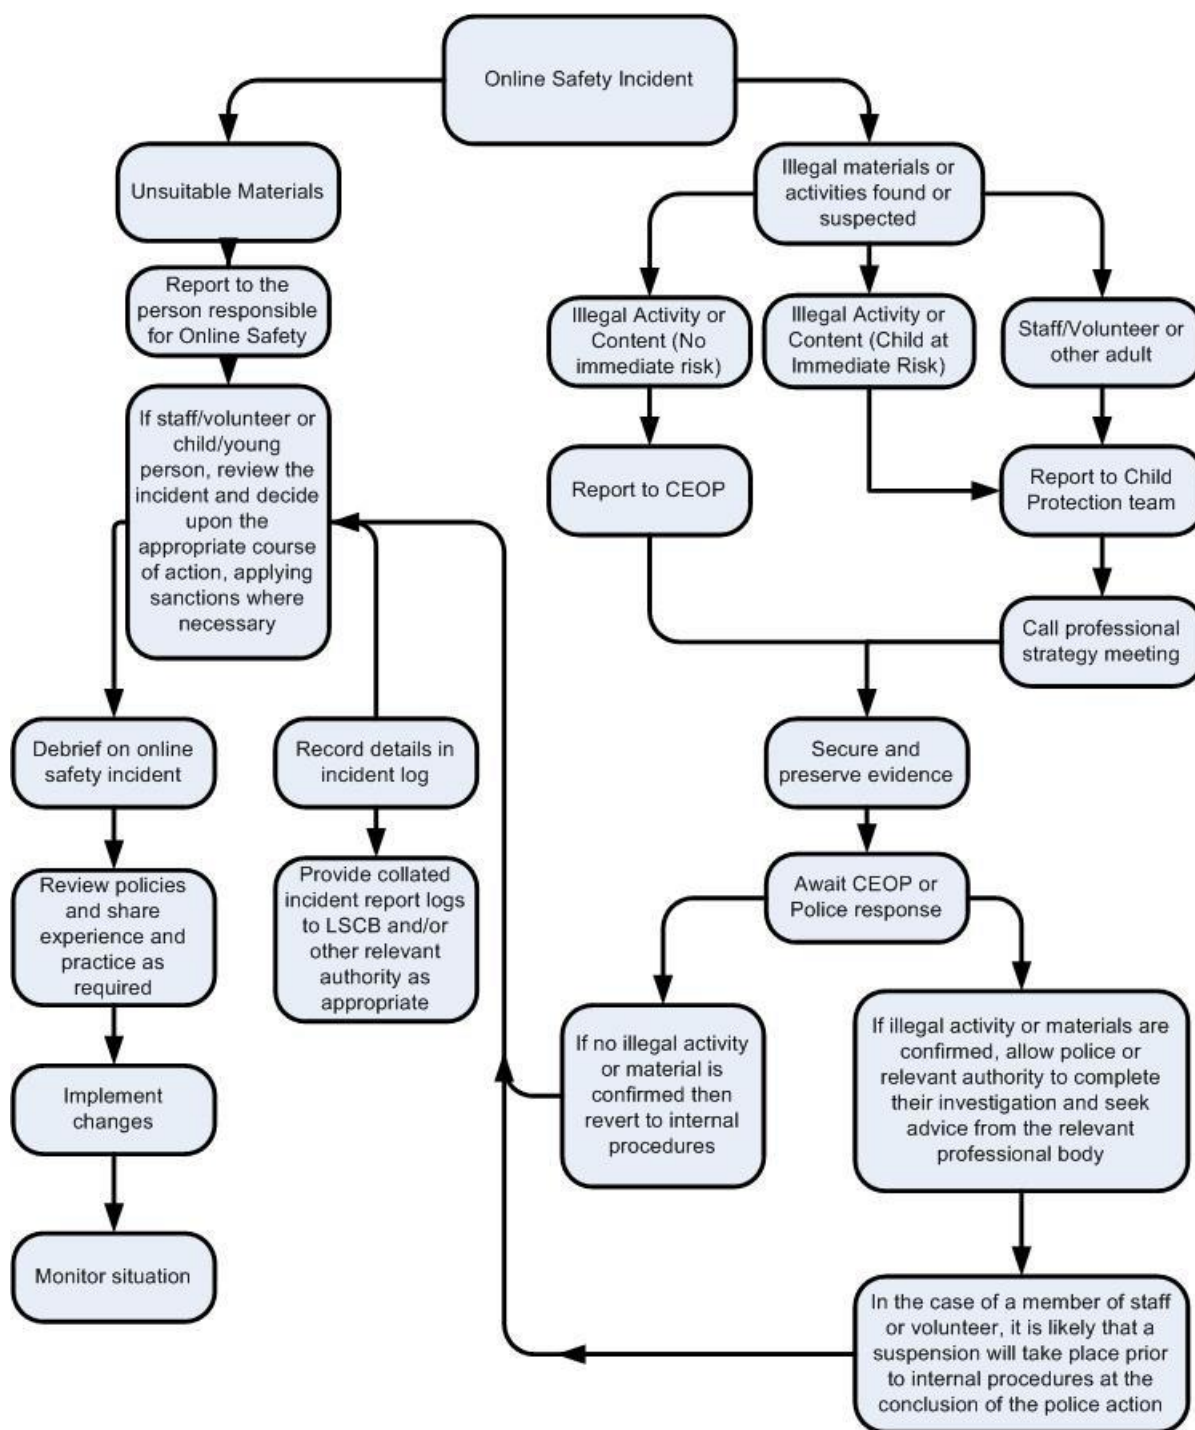 Online Safety Incident
Unsuitable Materials
Illegal materials or
activities found or
suspected
Report to the
person responsible
for Online Safety
Illegal Activity or
Content (No
immediate risk)
Illegal Activity or
Content (Child at
Immediate Risk)
Staff/Volunteer or
other adult
If staff/volunteer or
child/young
person, review the
incident and decide
upon the
appropriate course
of action, applying
sanctions where
necessary
Report to CEOP
Report to Child
Protection team
Call professional
strategy meeting
Debrief on online
safety incident
Record details in
incident log
Secure and
preserve evidence
Review policies
and share
experience and
practice as
required
Provide collated
incident report logs
to LSCB and/or
other relevant
authority as
appropriate
Await CEOP or
Police response
If no illegal activity
or material is
confirmed then
revert to internal
procedures
If illegal activity or materials are
confirmed, allow police or
relevant authority to complete
their investigation and seek
advice from the relevant
professional body
Implement
changes
Monitor situation
In the case of a member of staff
or volunteer, it is likely that a
suspension will take place prior
to internal procedures at the
conclusion of the police action